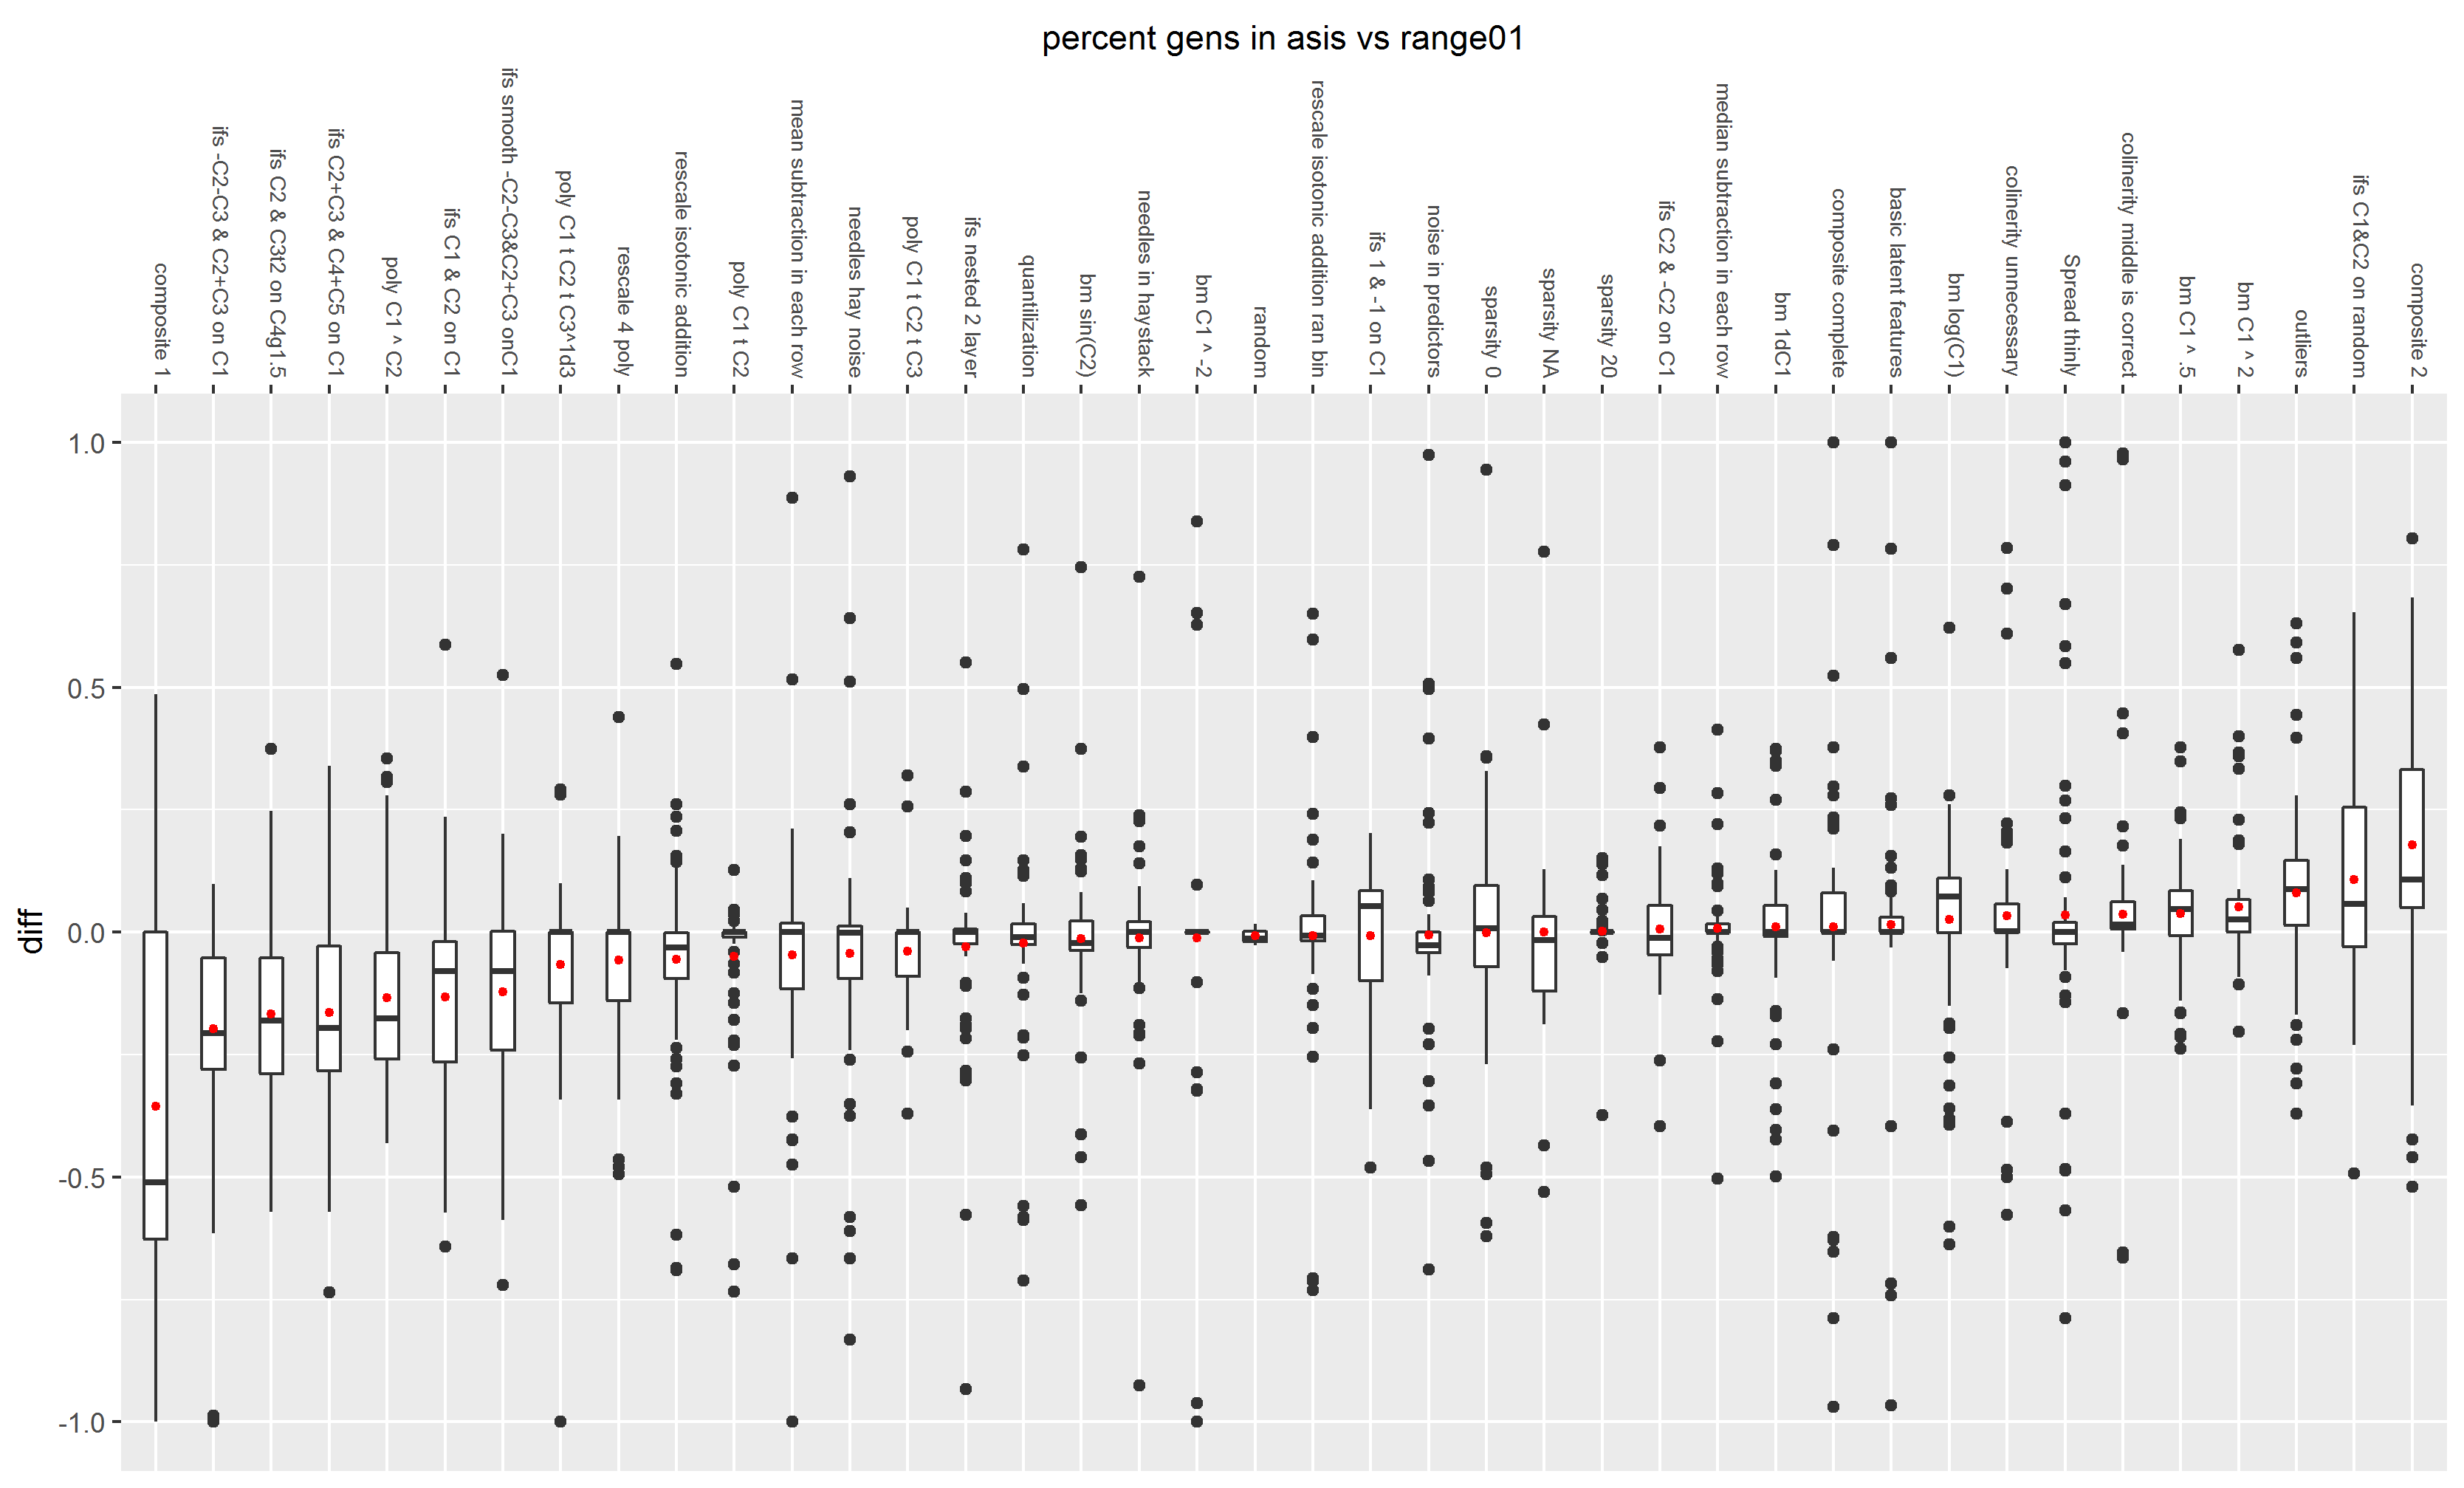 percent gens in asis vs range01
composite 1
ifs -C2-C3 & C2+C3 on C1
ifs C2 & C3t2 on C4g1.5
ifs C2+C3 & C4+C5 on C1
poly C1 ^ C2
ifs C1 & C2 on C1
ifs smooth -C2-C3&C2+C3 onC1
poly C1 t C2 t C3^1d3
rescale 4 poly
rescale isotonic addition
poly C1 t C2
mean subtraction in each row
needles hay noise
poly C1 t C2 t C3
ifs nested 2 layer
quantilization
bm sin(C2)
needles in haystack
bm C1 ^ -2
random
rescale isotonic addition ran bin
ifs 1 & -1 on C1
noise in predictors
sparsity 0
sparsity NA
sparsity 20
ifs C2 & -C2 on C1
median subtraction in each row
bm 1dC1
composite complete
basic latent features
bm log(C1)
colinerity unnecessary
Spread thinly
colinerity middle is correct
bm C1 ^ .5
bm C1 ^ 2
outliers
ifs C1&C2 on random
composite 2
1.0
0.5
0.0
-0.5
-1.0
diff